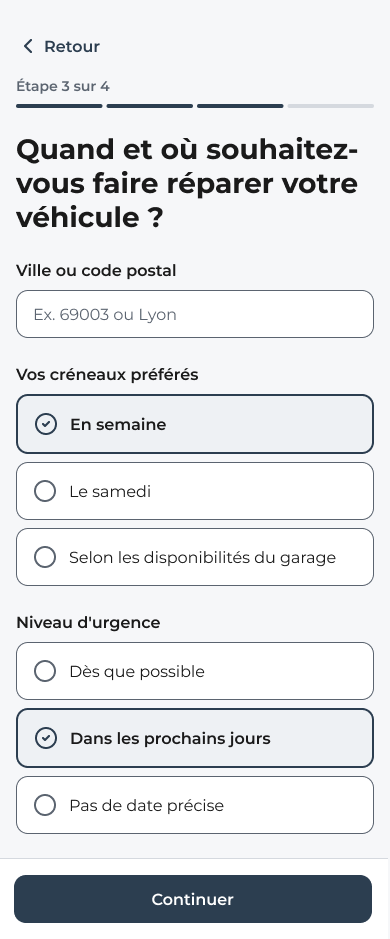 Retour
Étape 3 sur 4
Quand et où souhaitez-
vous faire réparer votre
véhicule ?
Ville ou code postal
Ex. 69003 ou Lyon
Vos créneaux préférés
En semaine
Le samedi
Selon les disponibilités du garage
Niveau d'urgence
Dès que possible
Dans les prochains jours
Pas de date précise
Continuer